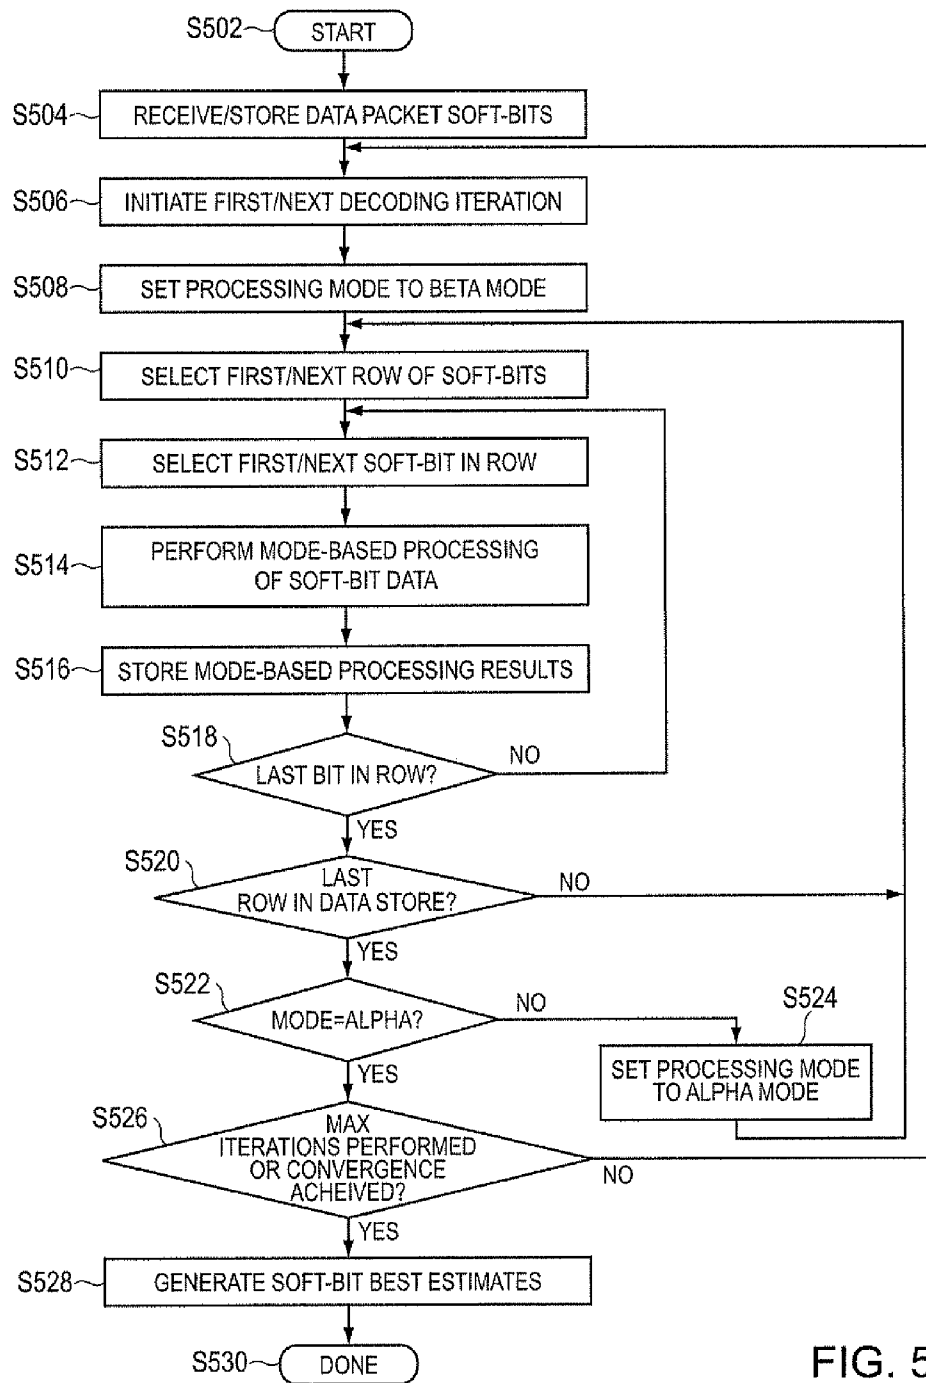 S502
START
S504
RECEIVE/STORE DATA PACKET SOFT-BITS
S506
INITIATE FIRST/NEXT DECODING ITERATION
S508
SET PROCESSING MODE TO BETA MODE
S510
SELECT FIRST/NEXT ROW OF SOFT-BITS
S512
SELECT FIRST/NEXT SOFT-BIT IN ROW
S514
PERFORM MODE-BASED PROCESSING
OF SOFT-BIT DATA
S516
STORE MODE-BASED PROCESSING RESULTS
S518
LAST BIT IN ROW?
NO
YES
S520
LAST
ROW IN DATA STORE?
NO
YES
S522
MODE=ALPHA?
NO
YES
S524
SET PROCESSING MODE
TO ALPHA MODE
S526
MAX
ITERATIONS PERFORMED
OR CONVERGENCE
ACHEIVED?
NO
YES
S528
GENERATE SOFT-BIT BEST ESTIMATES
S530
DONE
FIG. 5